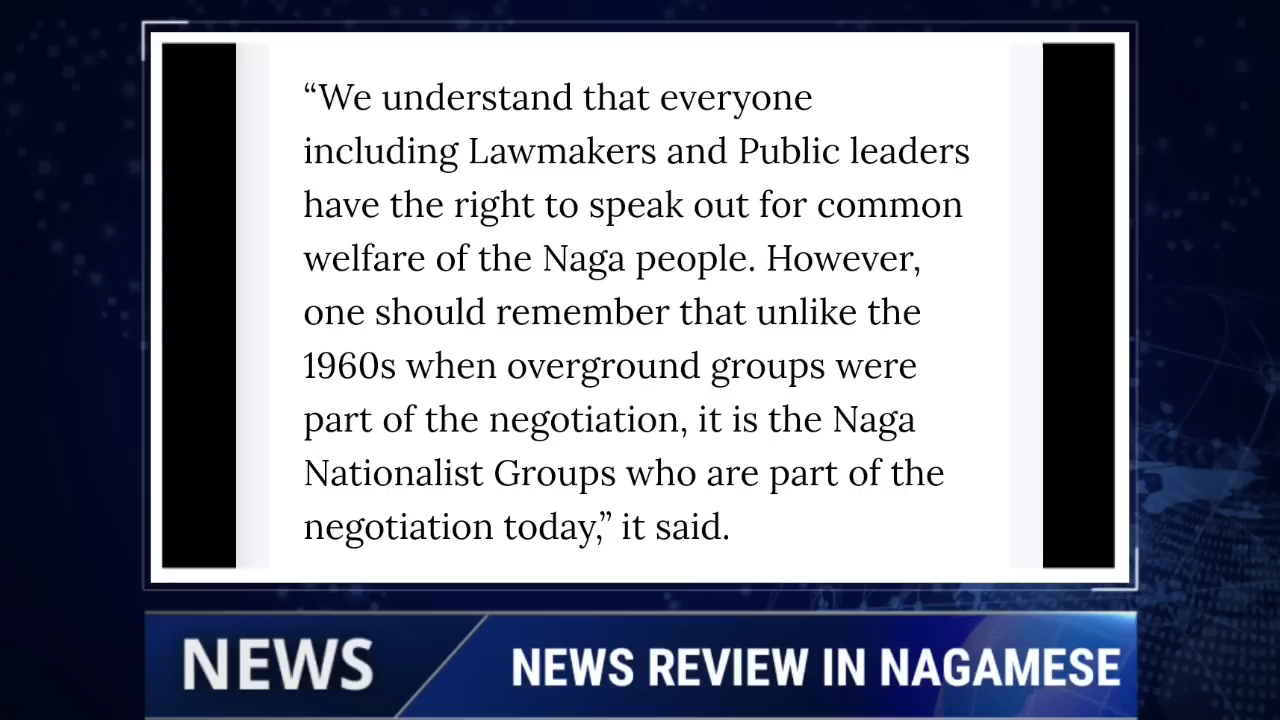 “We understand that everyone
including Lawmakers and Public leaders
have the right to speak out for common
welfare of the Naga people. However,
one should remember that unlike the
1960s when overground groups were
part of the negotiation, it is the Naga
Nationalist Groups who are part of the
negotiation today,” it said.
NEWS
NEWS REVIEW IN NAGAMESE